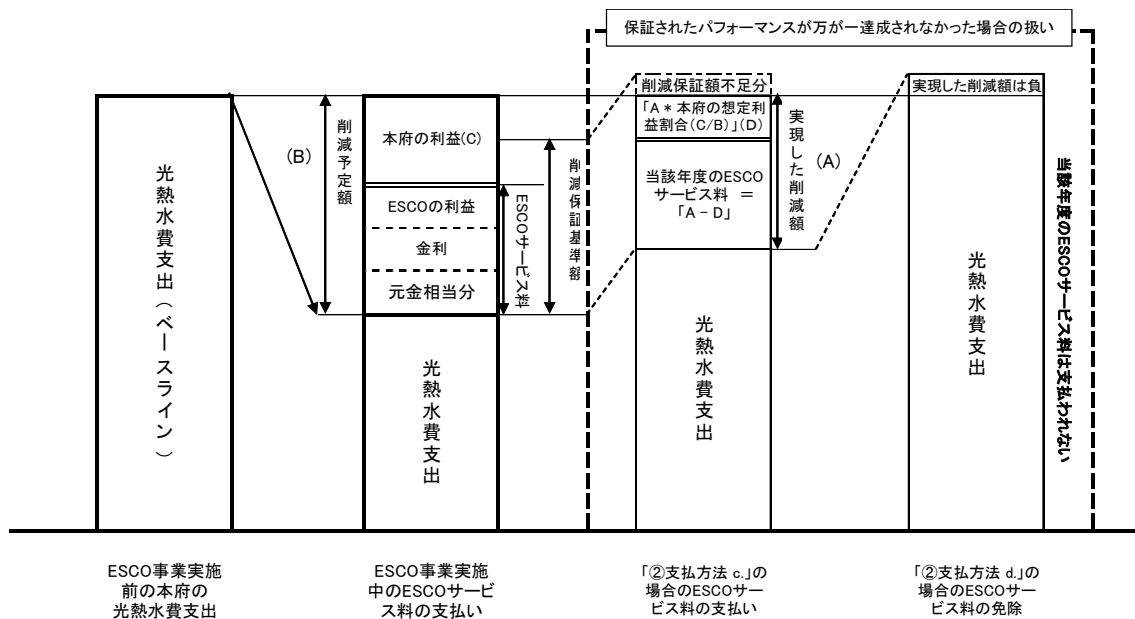 保証されたパフォーマンスが万が一達成されなかった場合の扱い
光熱水費支出（ベースライン）
(B)
削減予定額
本府の利益(C)
ESCOの利益
金利
元金相当分
光熱水費支出
ESCOサービス料
削減保証基準額
削減保証額不足分
「A＊本府の想定利
益割合(C/B)」(D)
当該年度のESCO
サービス料 ＝
「A－D」
光熱水費支出
実現した削減額
(A)
実現した削減額は負
光熱水費支出
当該年度のESCOサービス料は支払われない
ESCO事業実施
前の本府の
光熱水費支出
ESCO事業実施
中のESCOサービ
ス料の支払い
「②支払方法 c.」の
場合のESCOサー
ビス料の支払い
「②支払方法 d.」の
場合のESCOサー
ビス料の免除